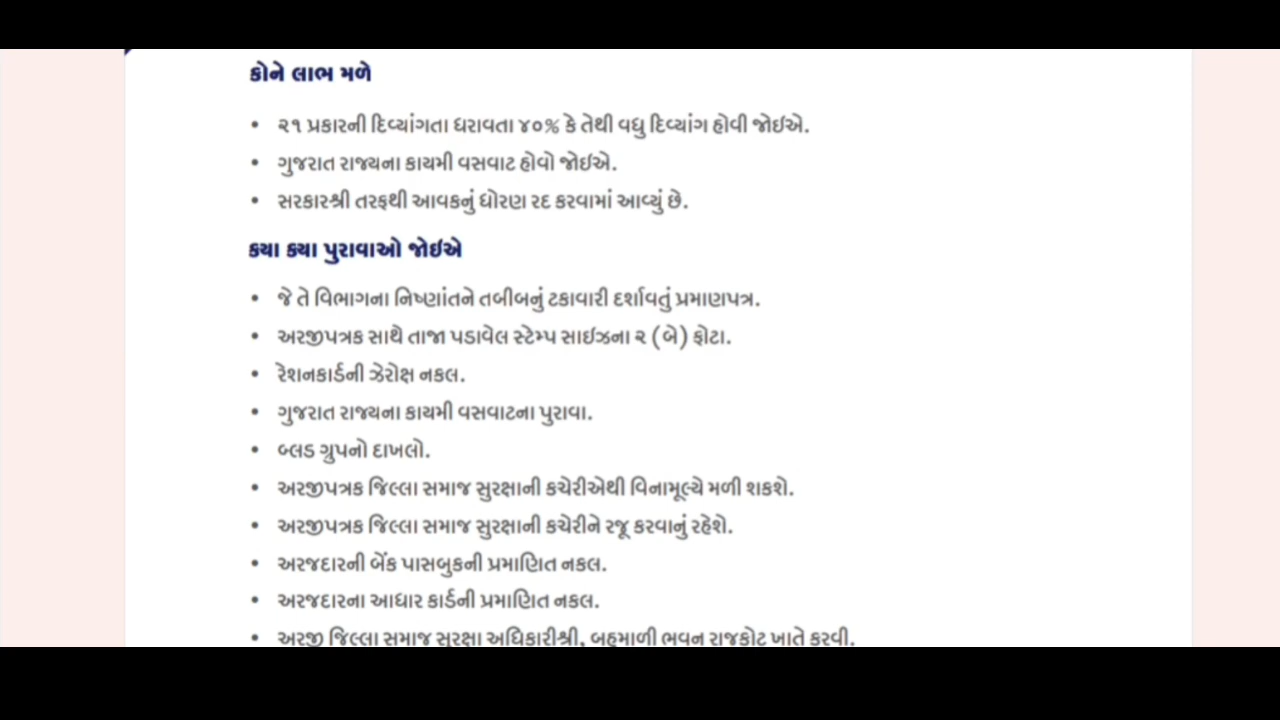 કોને લાભ મળે
• ૨૧ પ્રકારની દિવ્યાંગતા ધરાવતા ૪૦% કે તેથી વધુ દિવ્યાંગ હોવી જોઈએ.
• ગુજરાત રાજ્યના કાયમી વસવાટ હોવો જોઈએ.
• સરકારશ્રી તરફથી આવકનું ધોરણ રદ કરવામાં આવ્યું છે.
ક્યા ક્યા પુરાવાઓ જોઈએ
• જે તે વિભાગના નિષ્ણાંતને તબીબનું ટકાવારી દર્શાવતું પ્રમાણપત્ર.
• અરજીપત્રક સાથે તાજા પડાવેલ સ્ટેમ્પ સાઈઝના ૨ (બે) ફોટા.
• રેશનકાર્ડની ઝેરોક્ષ નકલ.
• ગુજરાત રાજ્યના કાયમી વસવાટના પુરાવા.
• બ્લડ ગ્રુપનો દાખલો.
• અરજીપત્રક જિલ્લા સમાજ સુરક્ષાની કચેરીએથી વિનામૂલ્યે મળી શકશે.
• અરજીપત્રક જિલ્લા સમાજ સુરક્ષાની કચેરીને રજૂ કરવાનું રહેશે.
• અરજદારની બેંક પાસબુકની પ્રમાણિત નકલ.
• અરજદારના આધાર કાર્ડની પ્રમાણિત નકલ.
• અરજી જિલ્લા સમાજ સુરક્ષા અધિકારીશ્રી, બહુમાળી ભવન રાજકોટ ખાતે કરવી.